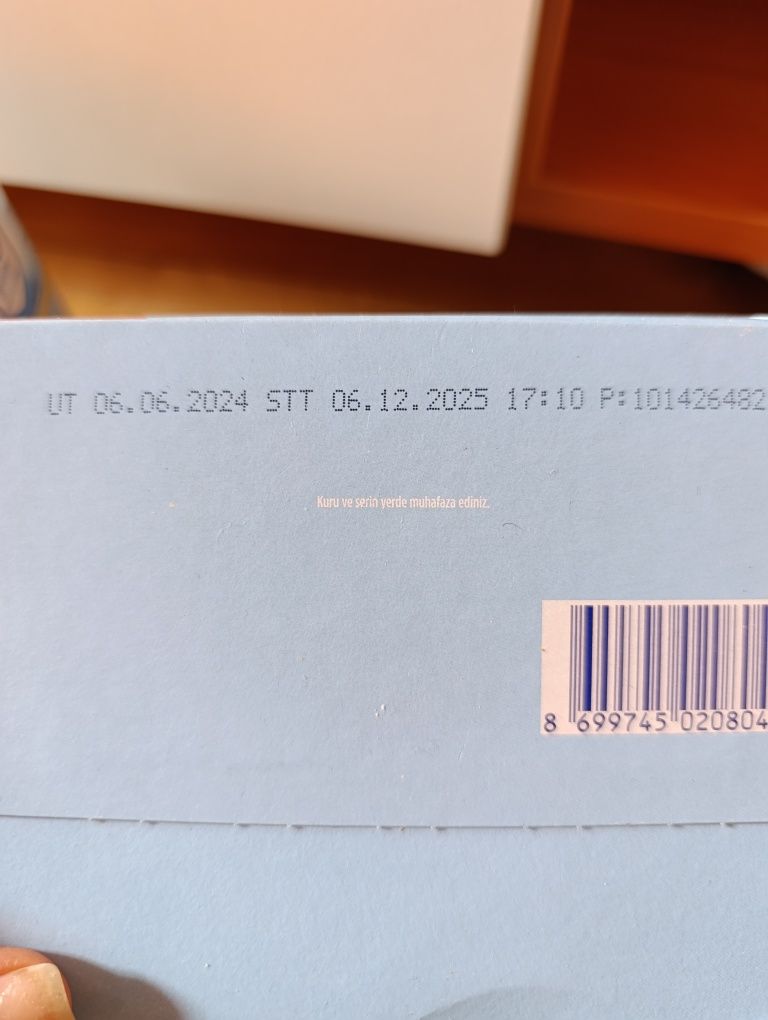 UT 06.06.2024 STT 06.12.2025 17:10 P:101426482
Kuru ve serin yerde muhafaza ediniz.
8 699745 020804